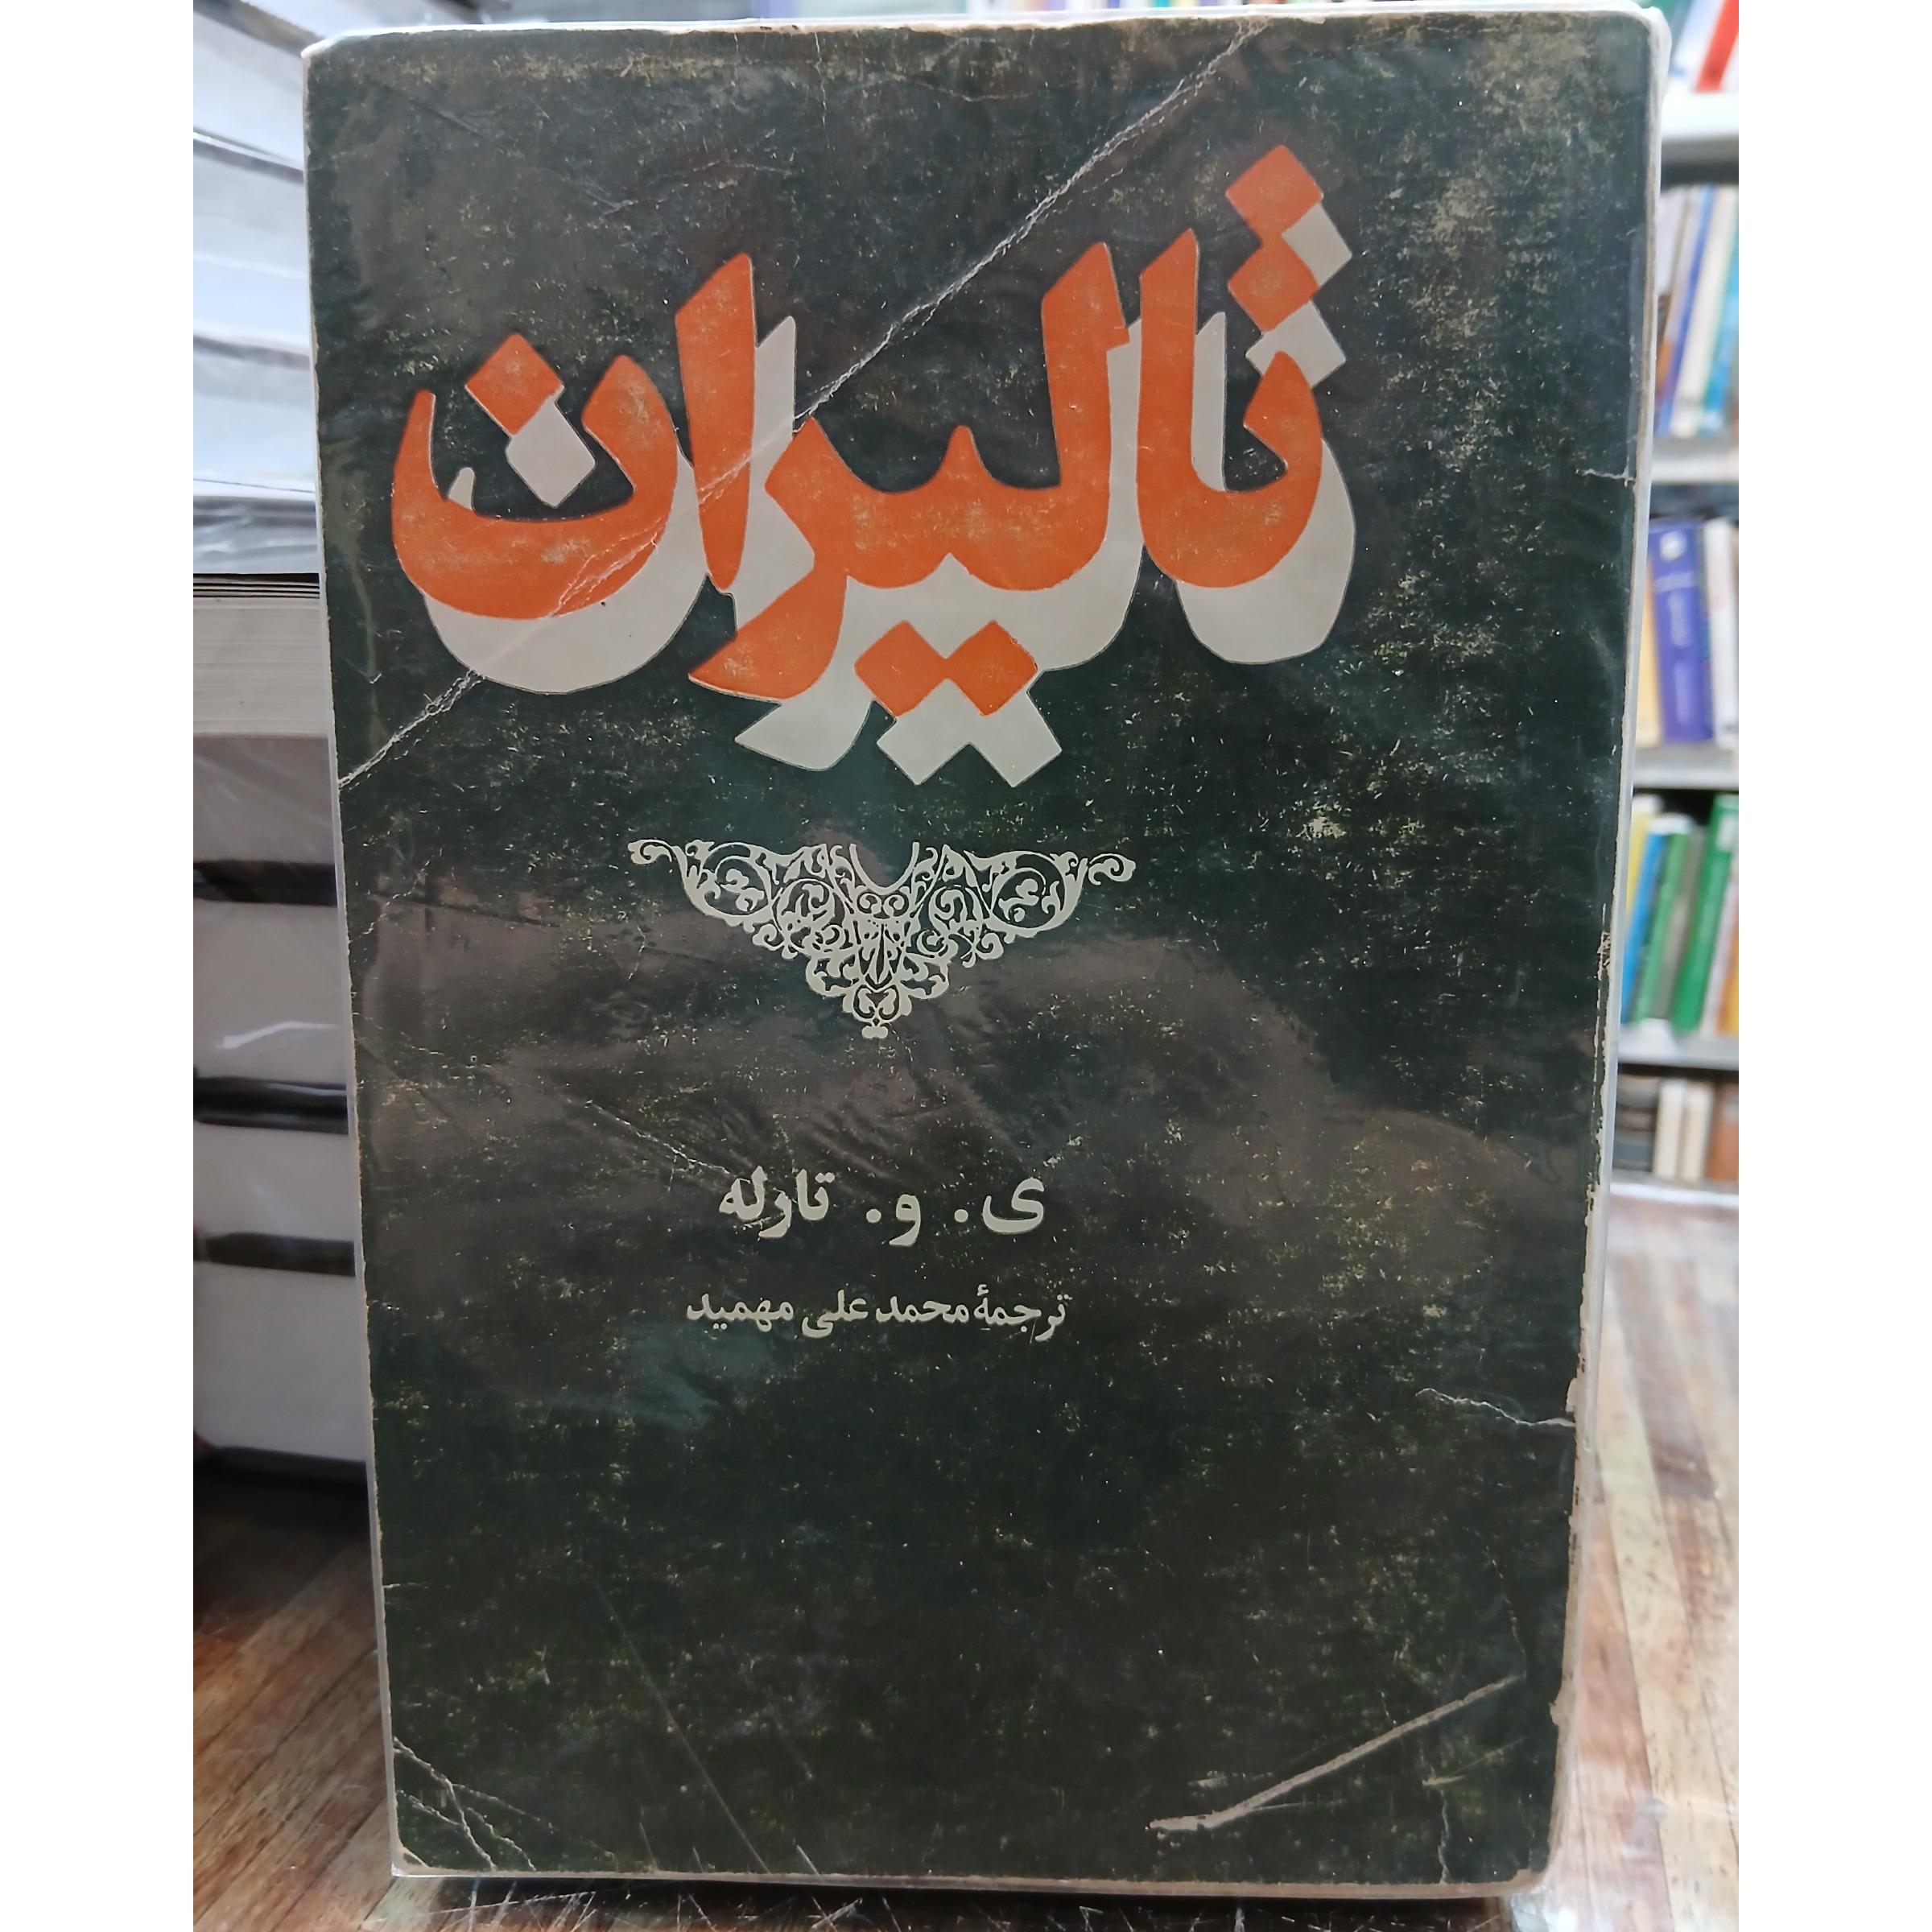 تالیران
ی. و. تارله
ترجمهٔ محمد علی مهمید